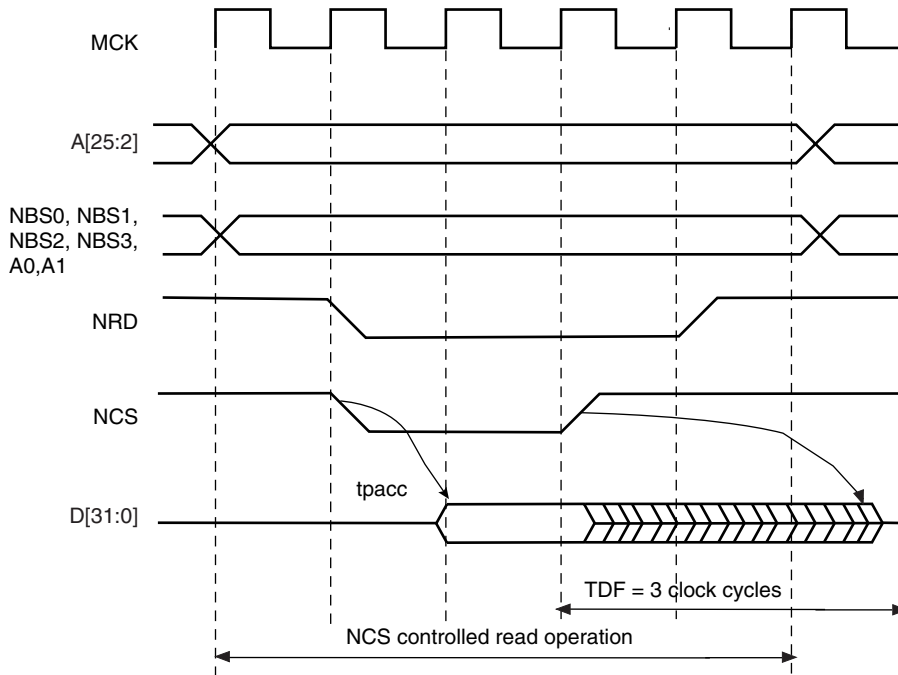 MCK
A[25:2]
NBS0, NBS1,
NBS2, NBS3,
A0,A1
NRD
NCS
tpacc
D[31:0]
TDF = 3 clock cycles
NCS controlled read operation